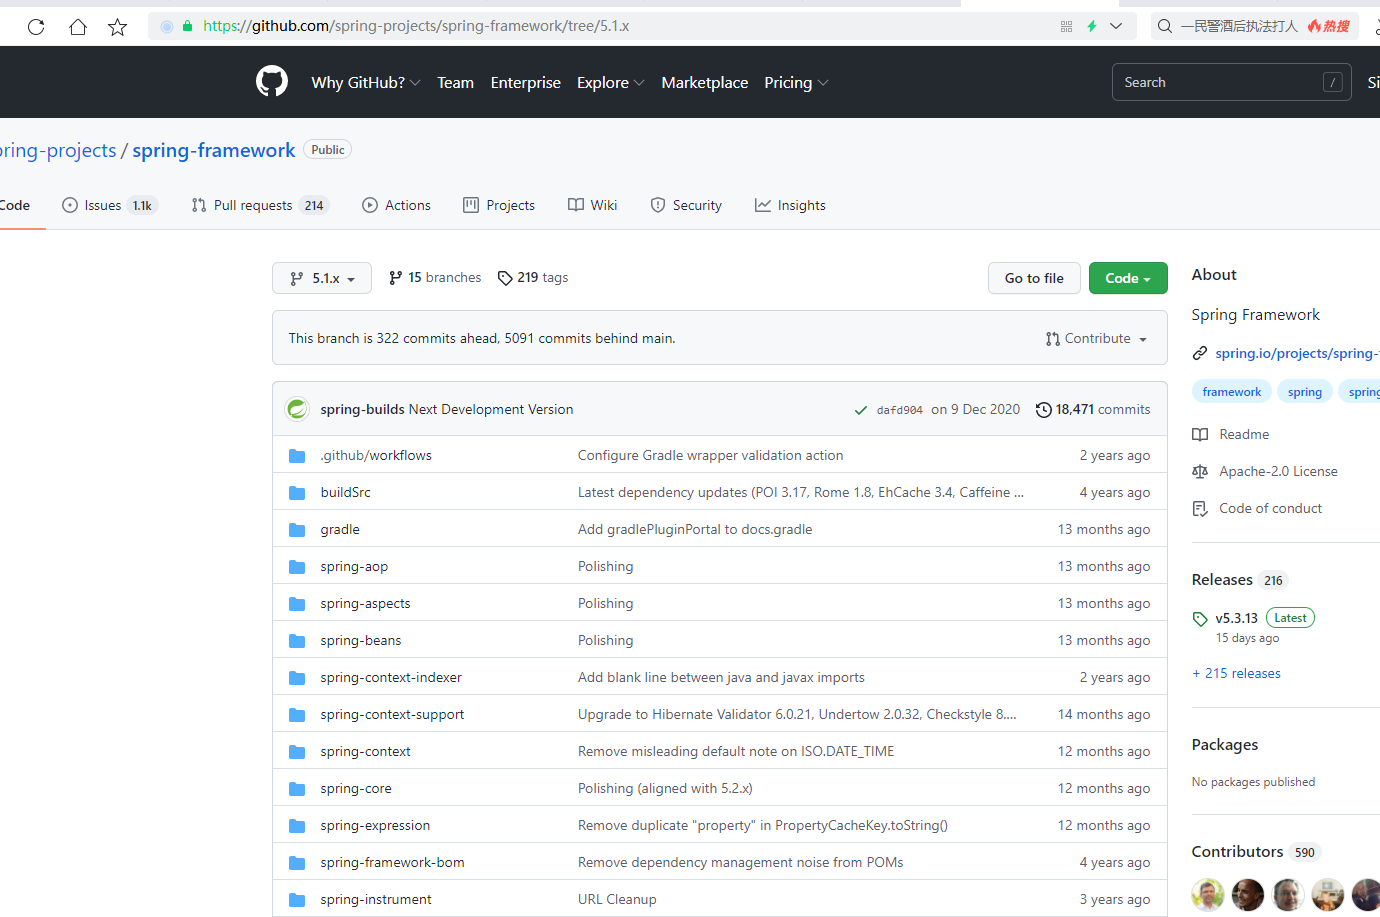 https://github.com/spring-projects/spring-framework/tree/5.1.x
一民警酒后执法打人 热搜
Why GitHub? Team Enterprise Explore Marketplace Pricing
Search /
pring-projects / spring-framework Public
Code Issues 1.1k Pull requests 214 Actions Projects Wiki Security Insights
5.1.x 15 branches 219 tags Go to file Code
This branch is 322 commits ahead, 5091 commits behind main. Contribute
spring-builds Next Development Version dafd904 on 9 Dec 2020 18,471 commits
.github/workflows Configure Gradle wrapper validation action 2 years ago
buildSrc Latest dependency updates (POI 3.17, Rome 1.8, EhCache 3.4, Caffeine ... 4 years ago
gradle Add gradlePluginPortal to docs.gradle 13 months ago
spring-aop Polishing 13 months ago
spring-aspects Polishing 13 months ago
spring-beans Polishing 13 months ago
spring-context-indexer Add blank line between java and javax imports 2 years ago
spring-context-support Upgrade to Hibernate Validator 6.0.21, Undertow 2.0.32, Checkstyle 8.... 14 months ago
spring-context Remove misleading default note on ISO.DATE_TIME 12 months ago
spring-core Polishing (aligned with 5.2.x) 12 months ago
spring-expression Remove duplicate "property" in PropertyCacheKey.toString() 12 months ago
spring-framework-bom Remove dependency management noise from POMs 4 years ago
spring-instrument URL Cleanup 3 years ago
About
Spring Framework
spring.io/projects/spring-
framework spring spring
Readme
Apache-2.0 License
Code of conduct
Releases 216
v5.3.13 Latest
15 days ago
+ 215 releases
Packages
No packages published
Contributors 590